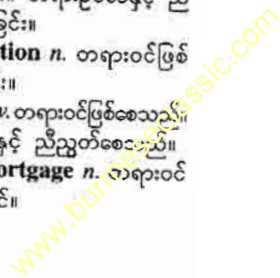 ခြင်း။
tion n. တရားဝင်ဖြစ်
း။
v. တရားဝင်ဖြစ်စေသည်။
နှင့် ညီညွတ်စေသည်။
ortgage n. တရားဝင်
င်း။
www.burmeseclassic.com